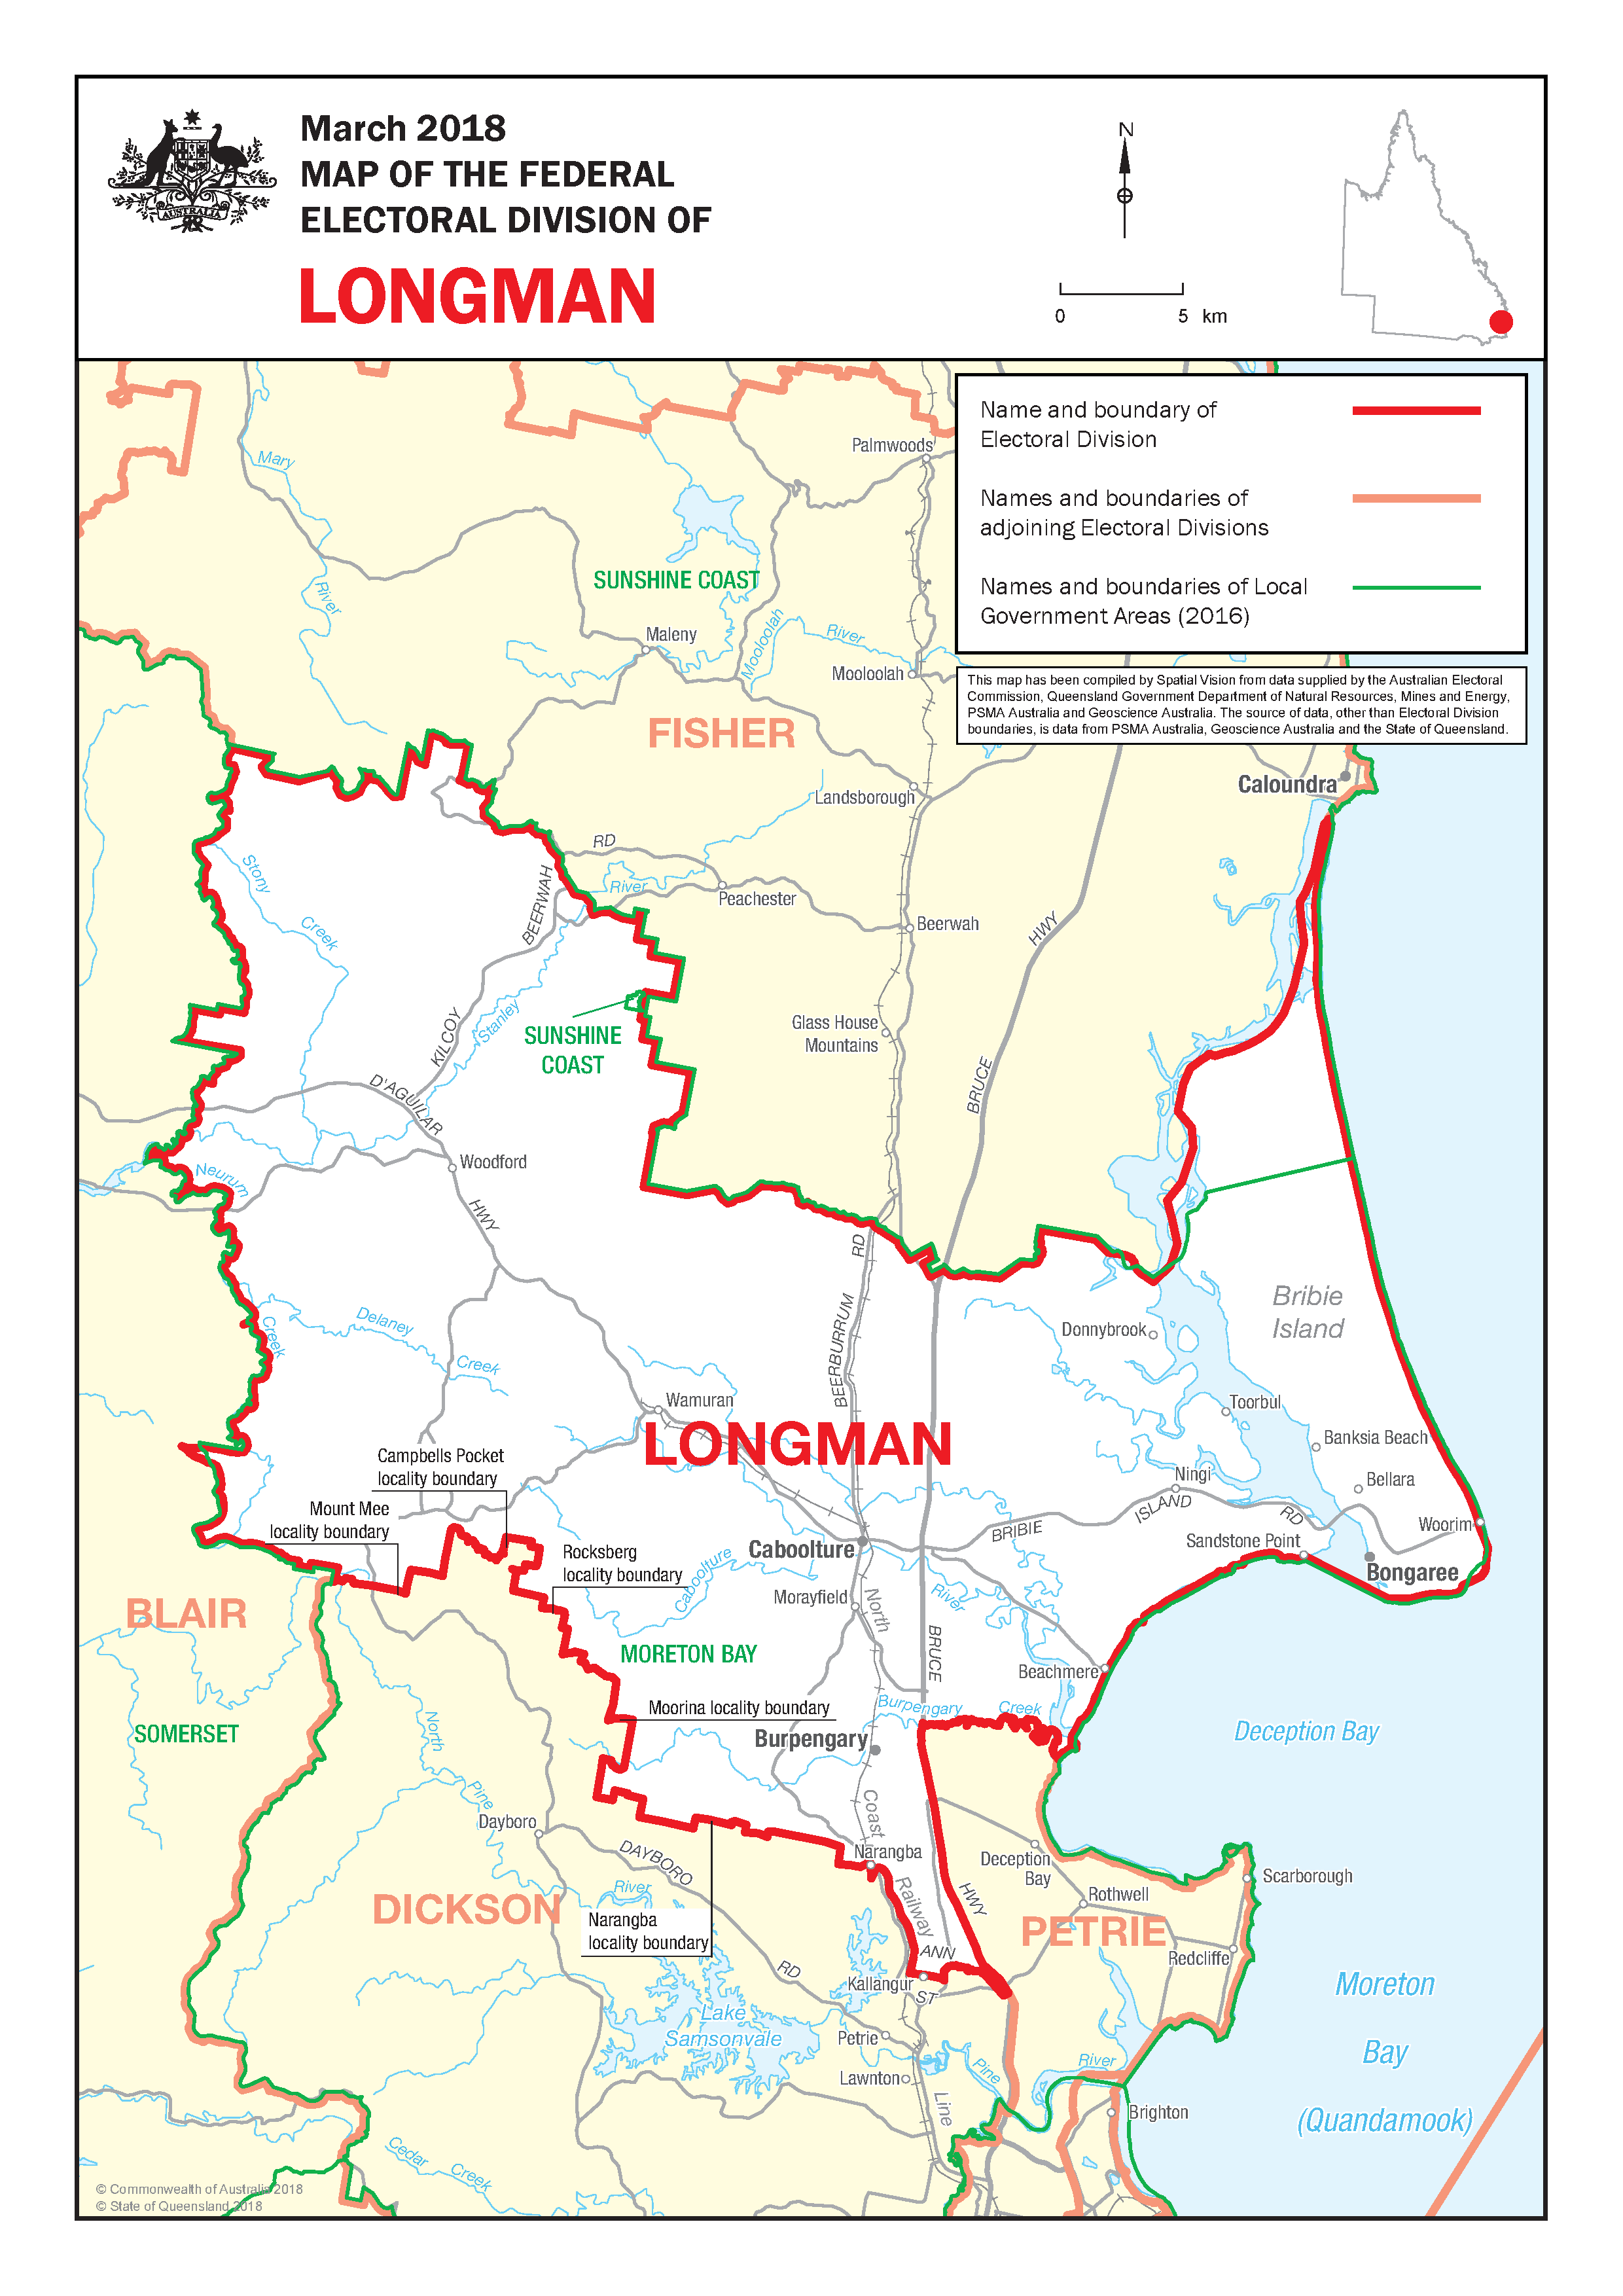 March 2018
MAP OF THE FEDERAL
ELECTORAL DIVISION OF
LONGMAN
AUSTRALIA
N
0 5 km
Name and boundary of
Electoral Division
Names and boundaries of
adjoining Electoral Divisions
Names and boundaries of Local
Government Areas (2016)
This map has been compiled by Spatial Vision from data supplied by the Australian Electoral
Commission, Queensland Government Department of Natural Resources, Mines and Energy,
PSMA Australia and Geoscience Australia. The source of data, other than Electoral Division
boundaries, is data from PSMA Australia, Geoscience Australia and the State of Queensland.
Palmwoods
Mary
River
SUNSHINE COAST
Maleny
Mooloolah
River
Mooloolah
FISHER
Caloundra
Landsborough
RD
Stony
Creek
BEERWAH
River
Peachester
Beerwah
HWY
KILCOY
Stanley
SUNSHINE
COAST
Glass House
Mountains
BRUCE
D'AGUILAR
Woodford
Neurum
HWY
RD
Bribie
Island
Creek
Delaney
Creek
BEERBURRUM
Donnybrook
Wamuran
Toorbul
LONGMAN
Banksia Beach
Campbells Pocket
locality boundary
Ningi
Bellara
Mount Mee
locality boundary
ISLAND
RD
BRIBIE
Woorim
Sandstone Point
Caboolture
Rocksberg
locality boundary
Caboolture
Bongaree
BLAIR
Morayfield
North
River
MORETON BAY
BRUCE
Beachmere
Moorina locality boundary
Burpengary
Creek
SOMERSET
North
Burpengary
Deception Bay
Pine
Coast
Dayboro
DAYBORO
Narangba
Deception
Bay
Scarborough
River
Railway
HWY
Rothwell
DICKSON
Narangba
locality boundary
PETRIE
ANN
Redcliffe
RD
Kallangur
ST
Moreton
Bay
(Quandamook)
Lake
Samsonvale
Petrie
Pine
River
Lawnton
Line
Brighton
Cedar
Creek
© Commonwealth of Australia 2018
© State of Queensland 2018